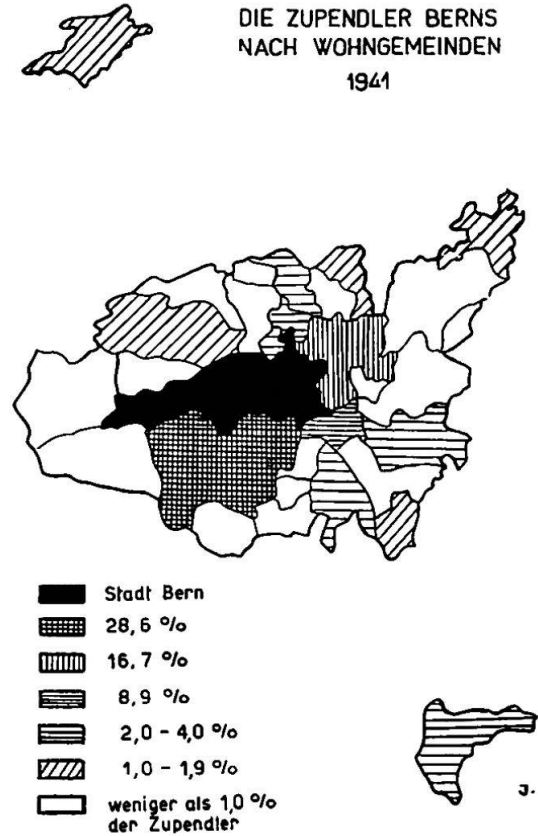 DIE ZUPENDLER BERNS
NACH WOHNGEMEINDEN
1941
Stadt Bern
28,6 %
16,7 %
8,9 %
2,0 - 4,0 %
1,0 - 1,9 %
weniger als 1,0 %
der Zupendler
J.